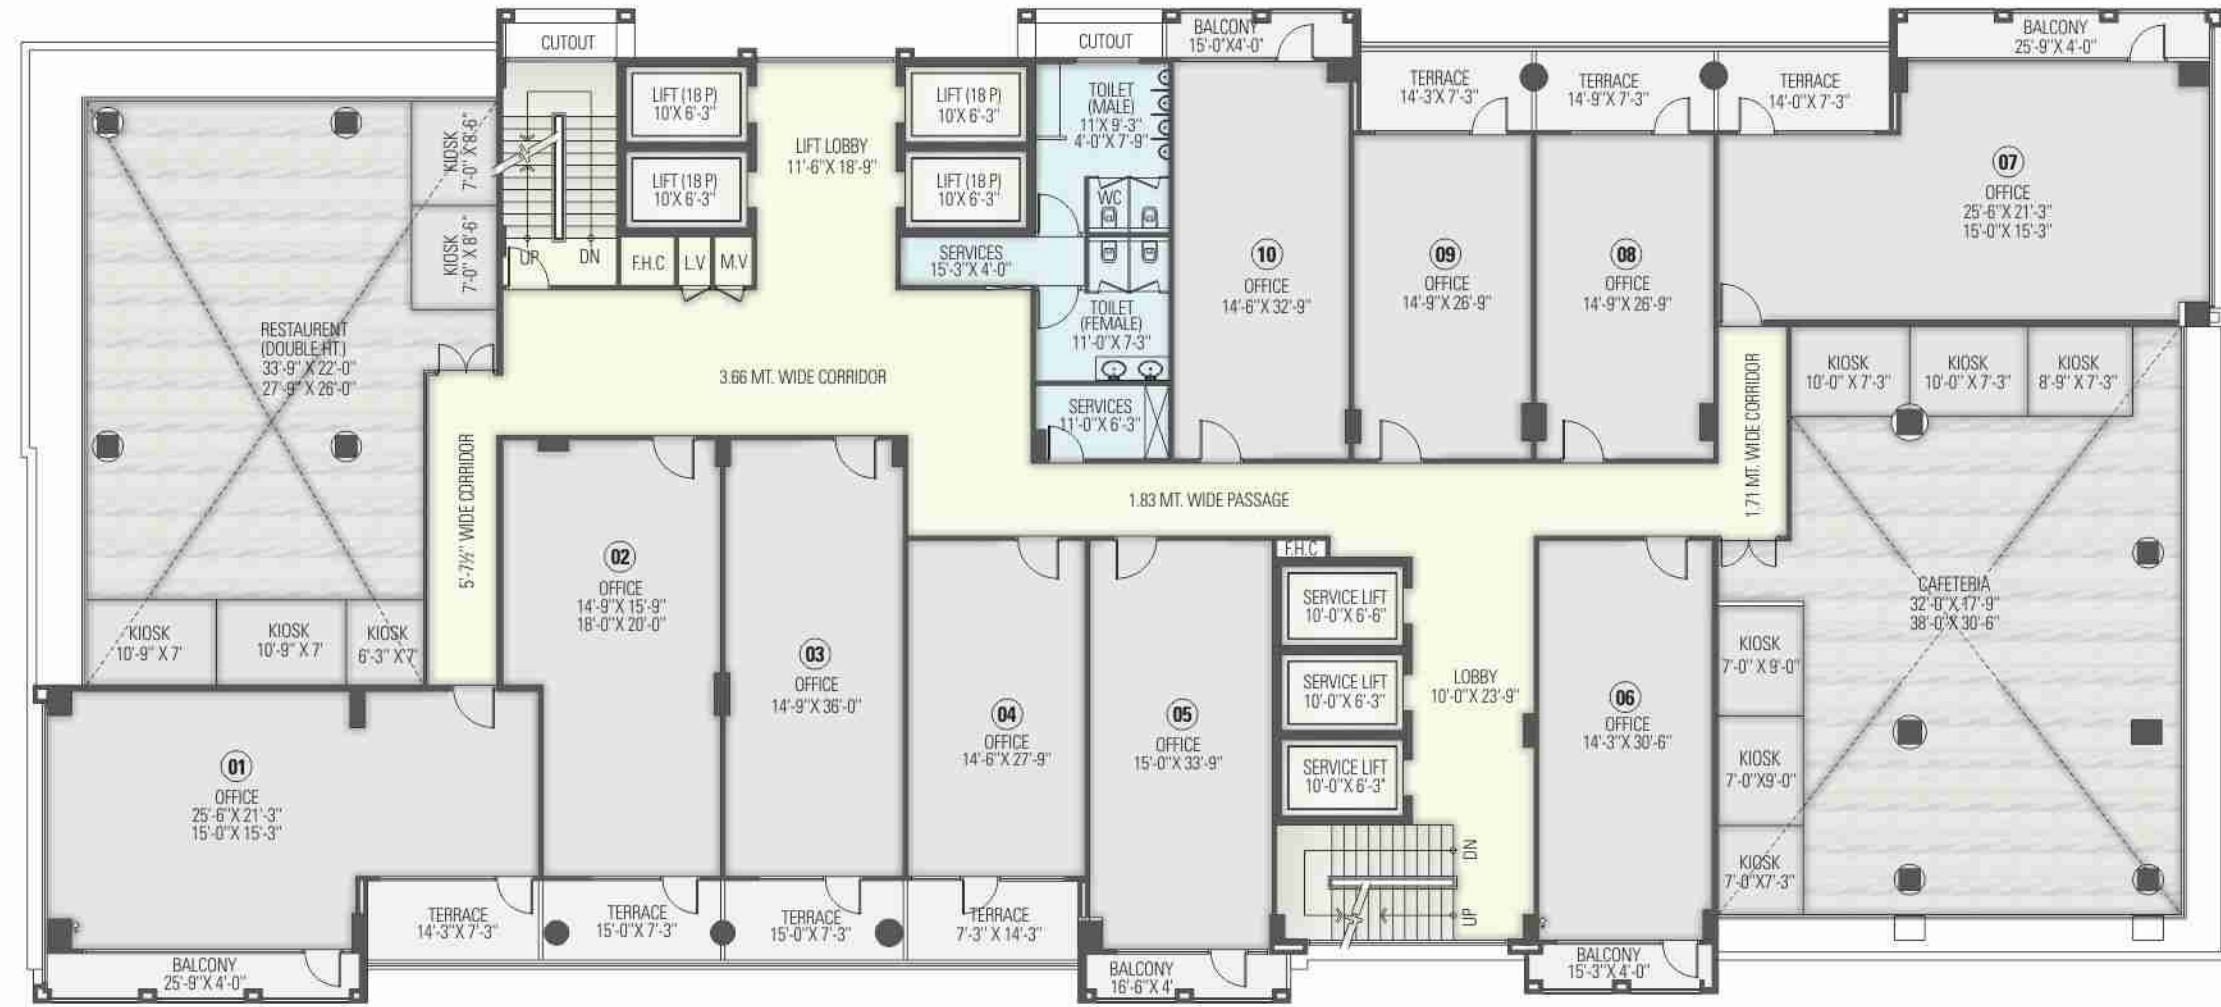 CUTOUT
CUTOUT
BALCONY
15'-0"X4'-0"
BALCONY
25'-9"X 4'-0"
KIOSK
7'-0" X 8'-6"
KIOSK
7'-0" X 8'-6"
RESTAURENT
(DOUBLE HT.)
33'-9" X 22'-0"
27'-9" X 26'-0"
KIOSK
10'-9" X 7'
KIOSK
10'-9" X 7'
KIOSK
6'-3" X 7'
UP
DN
LIFT (18 P)
10'X 6'-3"
LIFT (18 P)
10'X 6'-3"
F.H.C
L.V
M.V
LIFT LOBBY
11'-6"X 18'-9"
LIFT (18 P)
10'X 6'-3"
LIFT (18 P)
10'X 6'-3"
SERVICES
15'-3"X 4'-0"
TOILET
(MALE)
11'X 9'-3"
4'-0"X 7'-9"
WC
TOILET
(FEMALE)
11'-0"X 7'-3"
SERVICES
11'-0"X 6'-3"
10
OFFICE
14'-6"X 32'-9"
TERRACE
14'-3"X 7'-3"
TERRACE
14'-9"X 7'-3"
TERRACE
14'-0"X 7'-3"
09
OFFICE
14'-9"X 26'-9"
08
OFFICE
14'-9"X 26'-9"
07
OFFICE
25'-6"X 21'-3"
15'-0"X 15'-3"
3.66 MT. WIDE CORRIDOR
5'-7½" WIDE CORRIDOR
1.83 MT. WIDE PASSAGE
1.71 MT. WIDE CORRIDOR
KIOSK
10'-0" X 7'-3"
KIOSK
10'-0" X 7'-3"
KIOSK
8'-9" X 7'-3"
CAFETERIA
32'-0"X 17'-9"
38'-0"X 30'-6"
KIOSK
7'-0" X 9'-0"
KIOSK
7'-0"X9'-0"
KIOSK
7'-0"X7'-3"
01
OFFICE
25'-6"X 21'-3"
15'-0"X 15'-3"
02
OFFICE
14'-9"X 15'-9"
18'-0"X 20'-0"
03
OFFICE
14'-9"X 36'-0"
04
OFFICE
14'-6"X 27'-9"
05
OFFICE
15'-0"X 33'-9"
F.H.C
SERVICE LIFT
10'-0"X 6'-6"
SERVICE LIFT
10'-0"X 6'-3"
SERVICE LIFT
10'-0"X 6'-3"
LOBBY
10'-0"X 23'-9"
DN
UP
06
OFFICE
14'-3"X 30'-6"
TERRACE
14'-3"X 7'-3"
TERRACE
15'-0"X 7'-3"
TERRACE
15'-0"X 7'-3"
TERRACE
7'-3" X 14'-3"
BALCONY
25'-9"X 4'-0"
BALCONY
16'-6"X 4'
BALCONY
15'-3"X 4'-0"